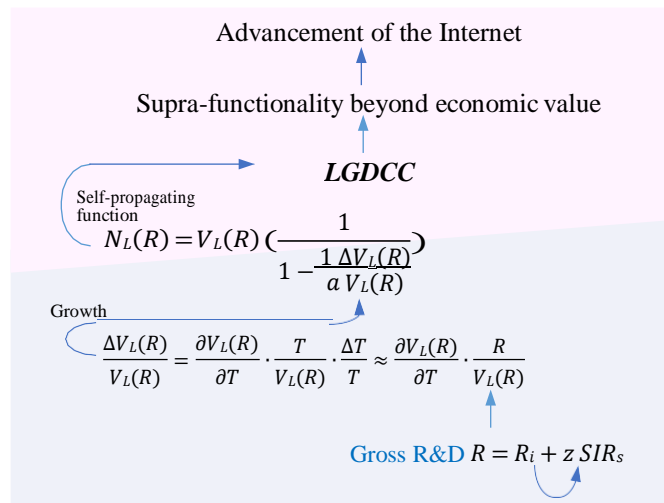 Advancement of the Internet
Supra-functionality beyond economic value
LGDCC
Self-propagating
function
N_L(R) = V_L(R) (1 / (1 − (1/a) (ΔV_L(R) / V_L(R))))
Growth
ΔV_L(R) / V_L(R) = ∂V_L(R) / ∂T · T / V_L(R) · ΔT / T ≈ ∂V_L(R) / ∂T · R / V_L(R)
Gross R&D R = R_i + z SIR_s